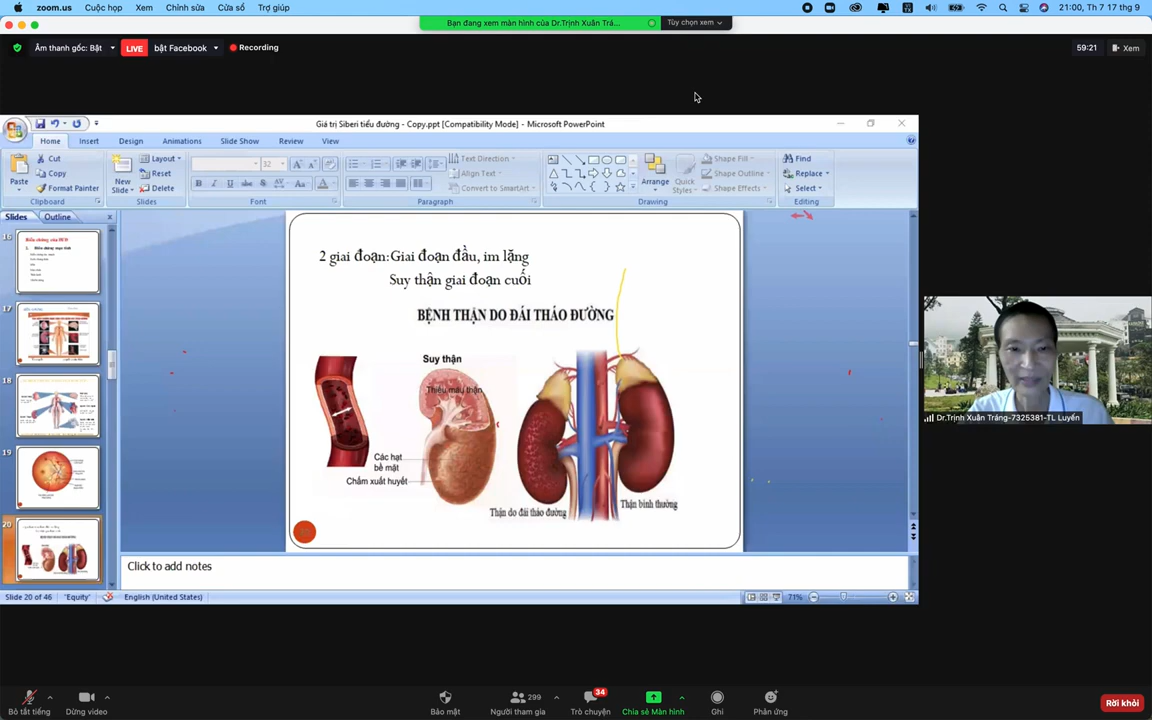 zoom.us Cuộc họp Xem Chỉnh sửa Cửa sổ Trợ giúp
21:00, Th 7 17 thg 9
Bạn đang xem màn hình của Dr.Trịnh Xuân Trá... Tùy chọn xem
Âm thanh gốc: Bật LIVE bật Facebook Recording
59:21 Xem
Giá trị Siberi tiểu đường - Copy.ppt [Compatibility Mode] - Microsoft PowerPoint
Home Insert Design Animations Slide Show Review View
Paste
Cut
Copy
Format Painter
Clipboard
New
Slide
Layout
Reset
Delete
Slides
32
Font
Text Direction
Align Text
Convert to SmartArt
Paragraph
Arrange
Quick
Styles
Shape Fill
Shape Outline
Shape Effects
Drawing
Find
Replace
Select
Editing
Slides Outline
16
17
18
19
20
2 giai đoạn:Giai đoạn đầu, im lặng
Suy thận giai đoạn cuối
BỆNH THẬN DO ĐÁI THÁO ĐƯỜNG
Suy thận
Thiếu máu thận
Các hạt
bề mặt
Chấm xuất huyết
Thận do đái tháo đường
Thận bình thường
Click to add notes
Slide 20 of 46 "Equity" English (United States)
71%
Dr.Trịnh Xuân Tráng-7325381-TL Luyến
Bỏ tắt tiếng Dừng video
Bảo mật
299
Người tham gia
34
Trò chuyện
Chia sẻ Màn hình
Ghi
Phản ứng
Rời khỏi